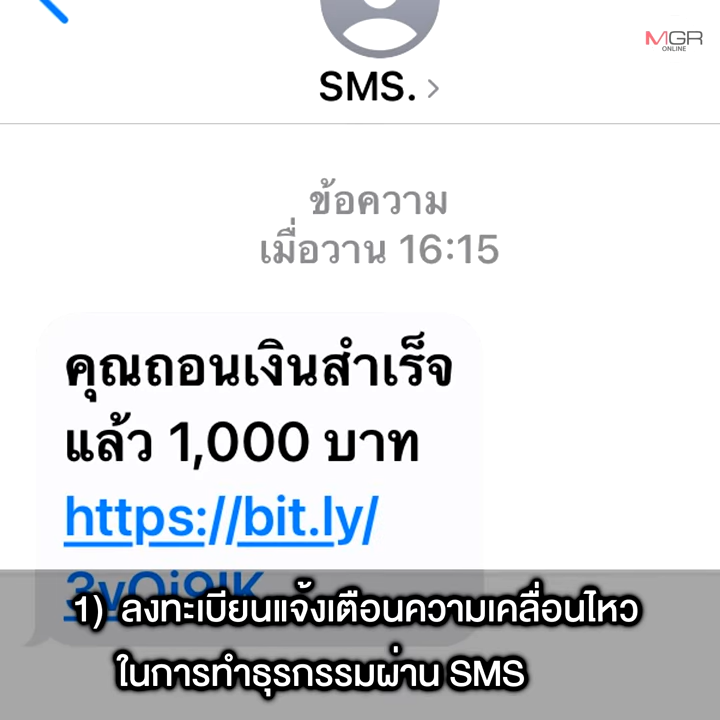 MGR
ONLINE
SMS. >
ข้อความ
เมื่อวาน 16:15
คุณถอนเงินสำเร็จ
แล้ว 1,000 บาท
https://bit.ly/
1) ลงทะเบียนแจ้งเตือนความเคลื่อนไหว
ในการทำธุรกรรมผ่าน SMS